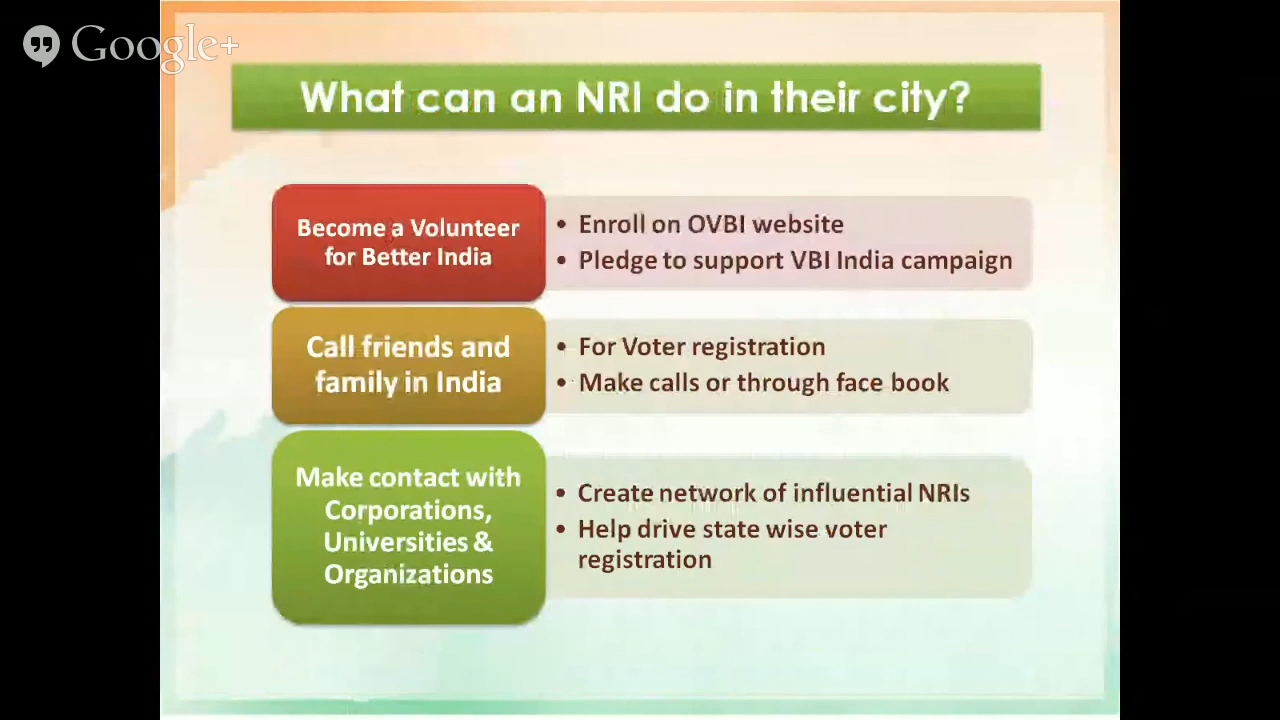 Google+
What can an NRI do in their city?
Become a Volunteer
for Better India
• Enroll on OVBI website
• Pledge to support VBI India campaign
Call friends and
family in India
• For Voter registration
• Make calls or through face book
Make contact with
Corporations,
Universities &
Organizations
• Create network of influential NRIs
• Help drive state wise voter
registration